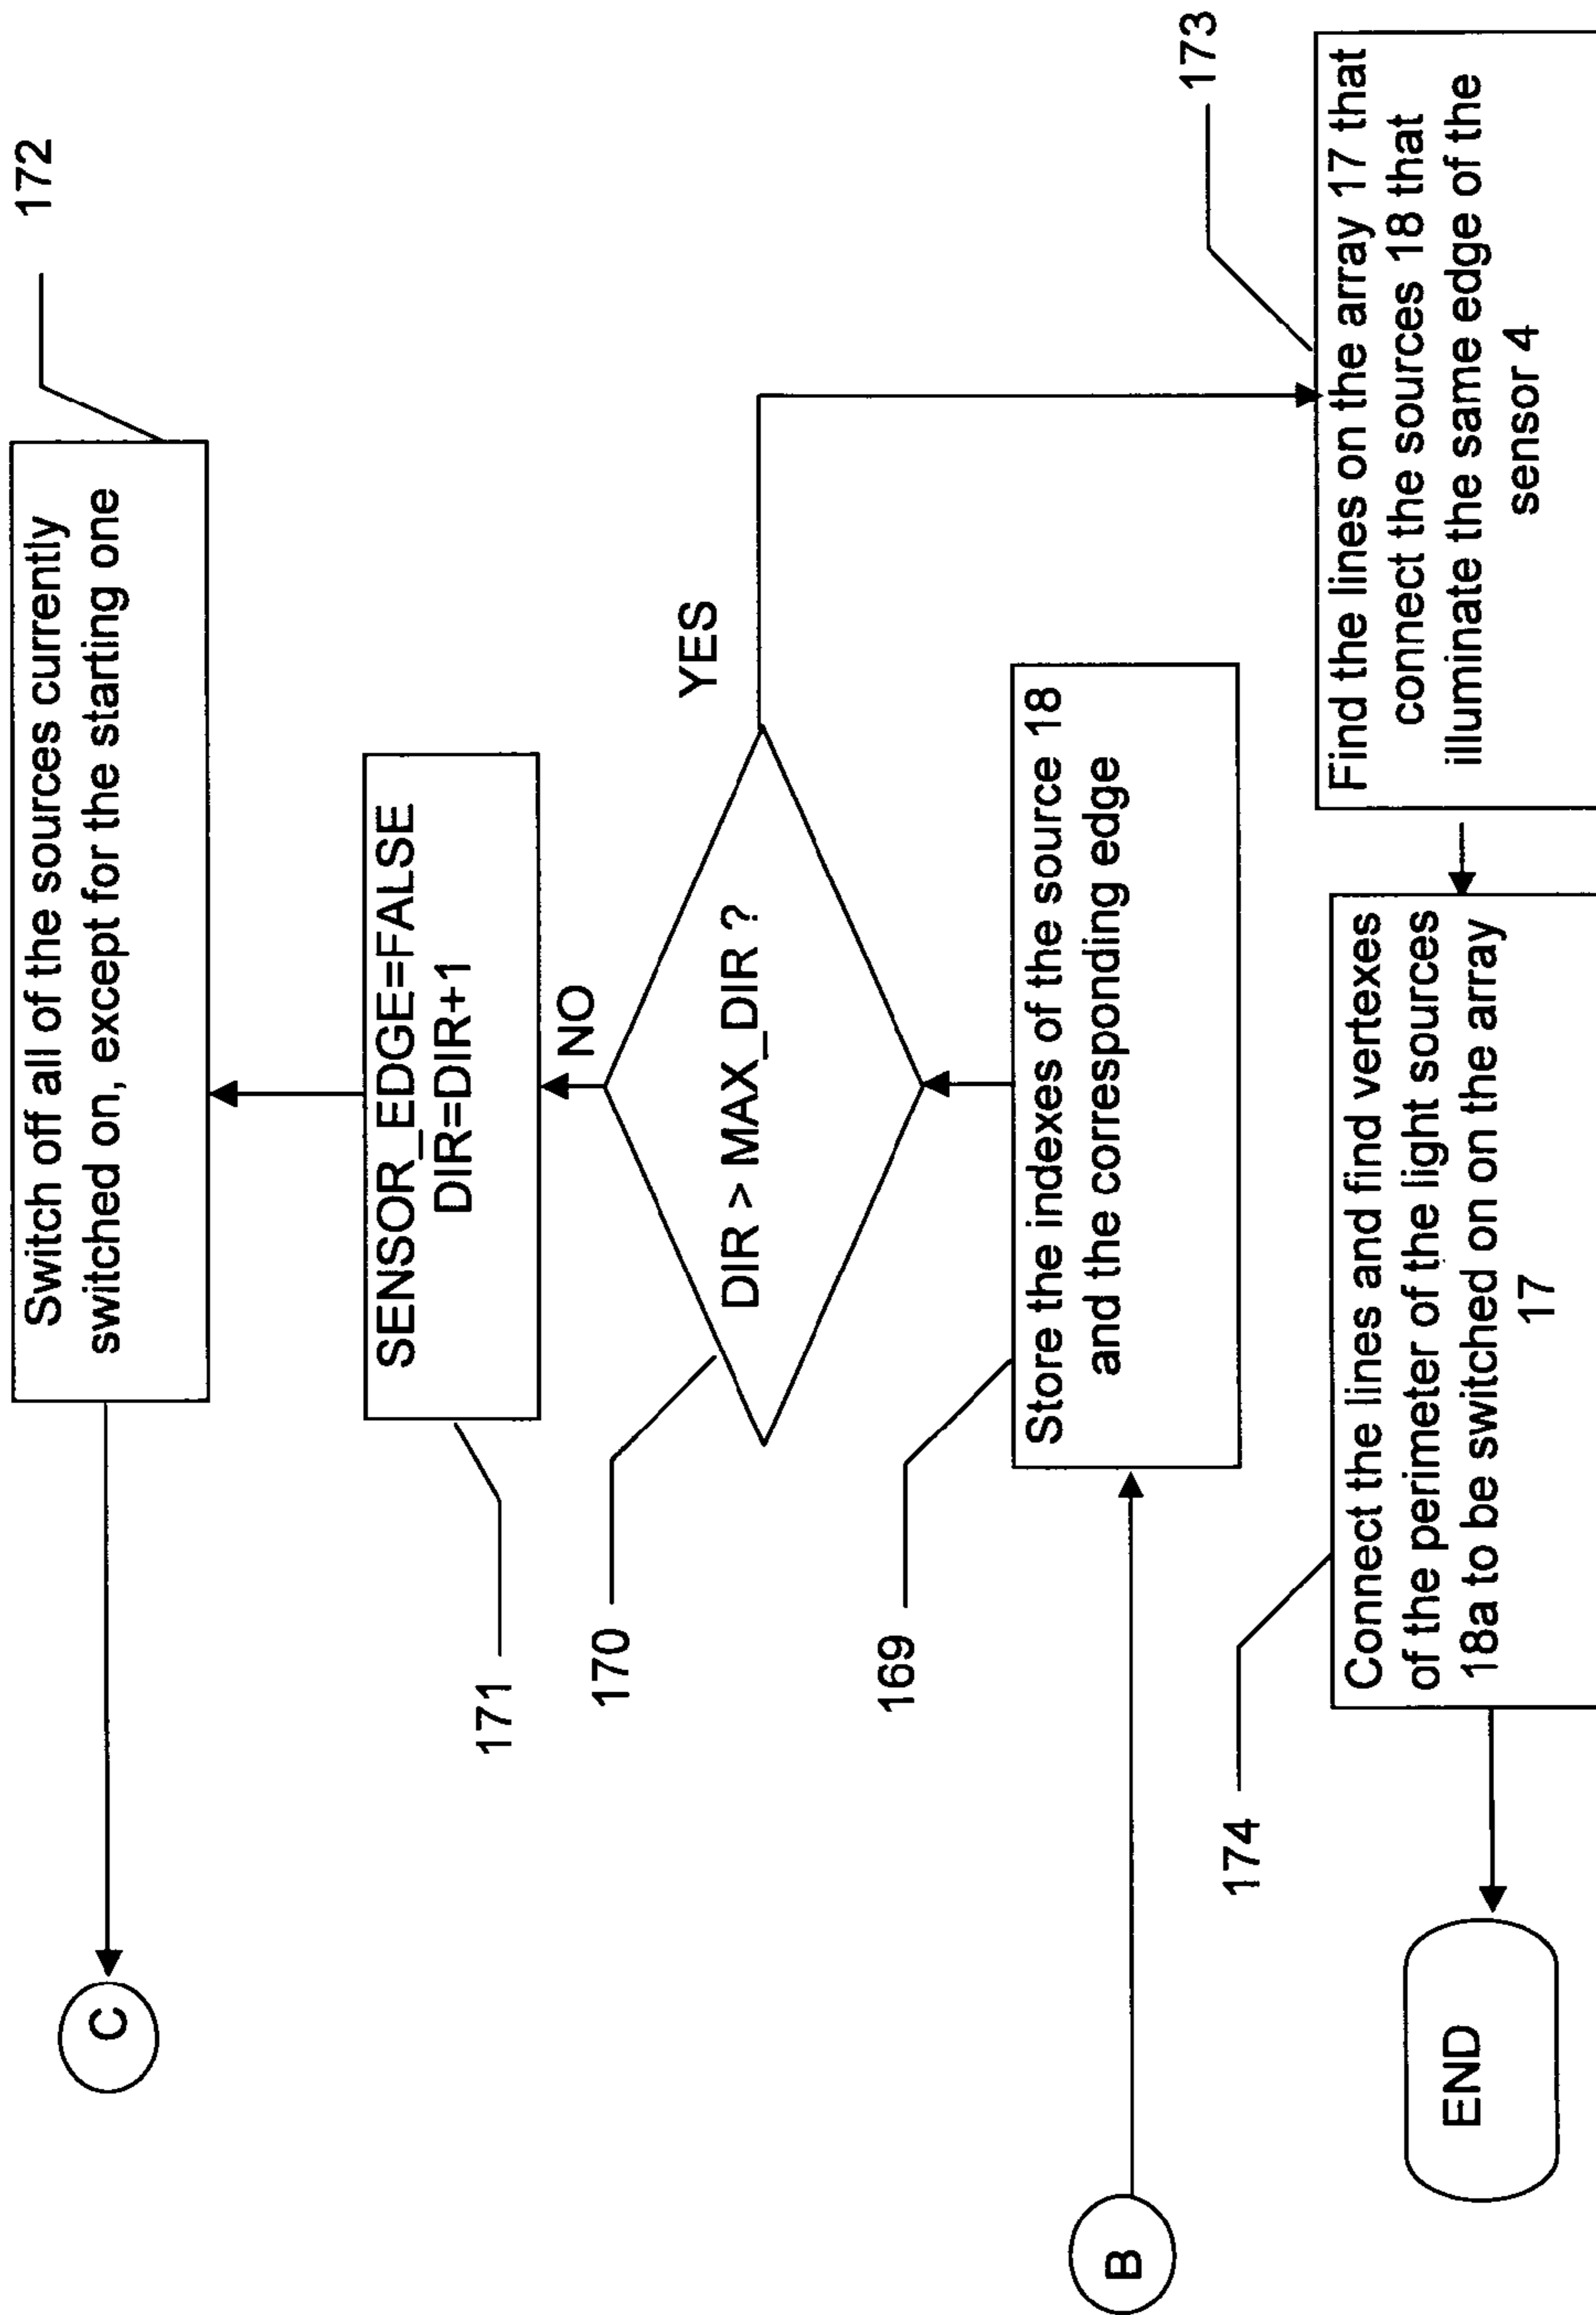 C
172
Switch off all of the sources currently
switched on, except for the starting one
171
SENSOR_EDGE=FALSE
DIR=DIR+1
NO
YES
170
DIR > MAX_DIR ?
169
Store the indexes of the source 18
and the corresponding edge
B
173
Find the lines on the array 17 that
connect the sources 18 that
illuminate the same edge of the
sensor 4
174
Connect the lines and find vertexes
of the perimeter of the light sources
18a to be switched on on the array
17
END